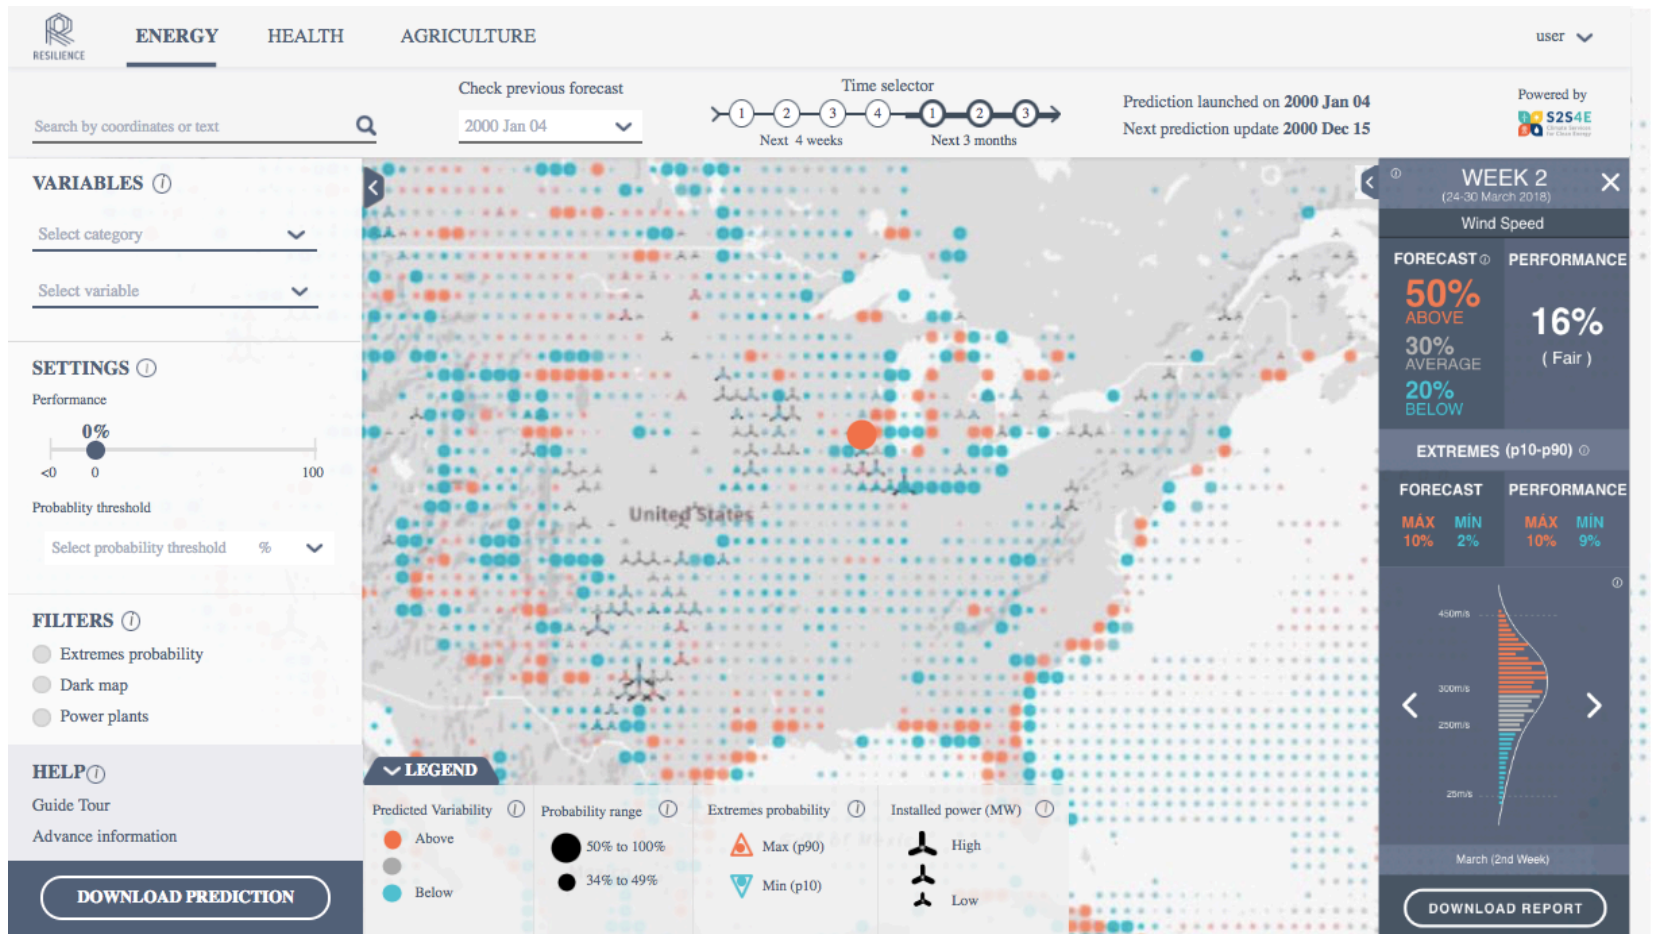 RESILIENCE
ENERGY
HEALTH
AGRICULTURE
user
Search by coordinates or text
Check previous forecast
2000 Jan 04
Time selector
1 2 3 4 1 2 3
Next 4 weeks
Next 3 months
Prediction launched on 2000 Jan 04
Next prediction update 2000 Dec 15
Powered by
S2S4E
Climate Services
for Clean Energy
VARIABLES
Select category
Select variable
SETTINGS
Performance
0%
<0 0 100
Probablity threshold
Select probability threshold %
FILTERS
Extremes probability
Dark map
Power plants
HELP
Guide Tour
Advance information
DOWNLOAD PREDICTION
United States
LEGEND
Predicted Variability
Above
Below
Probability range
50% to 100%
34% to 49%
Extremes probability
Max (p90)
Min (p10)
Installed power (MW)
High
Low
WEEK 2
(24-30 March 2018)
Wind Speed
FORECAST
50%
ABOVE
30%
AVERAGE
20%
BELOW
PERFORMANCE
16%
( Fair )
EXTREMES (p10-p90)
FORECAST
MÁX MÍN
10% 2%
PERFORMANCE
MÁX MÍN
10% 9%
450m/s
300m/s
250m/s
25m/s
March (2nd Week)
DOWNLOAD REPORT